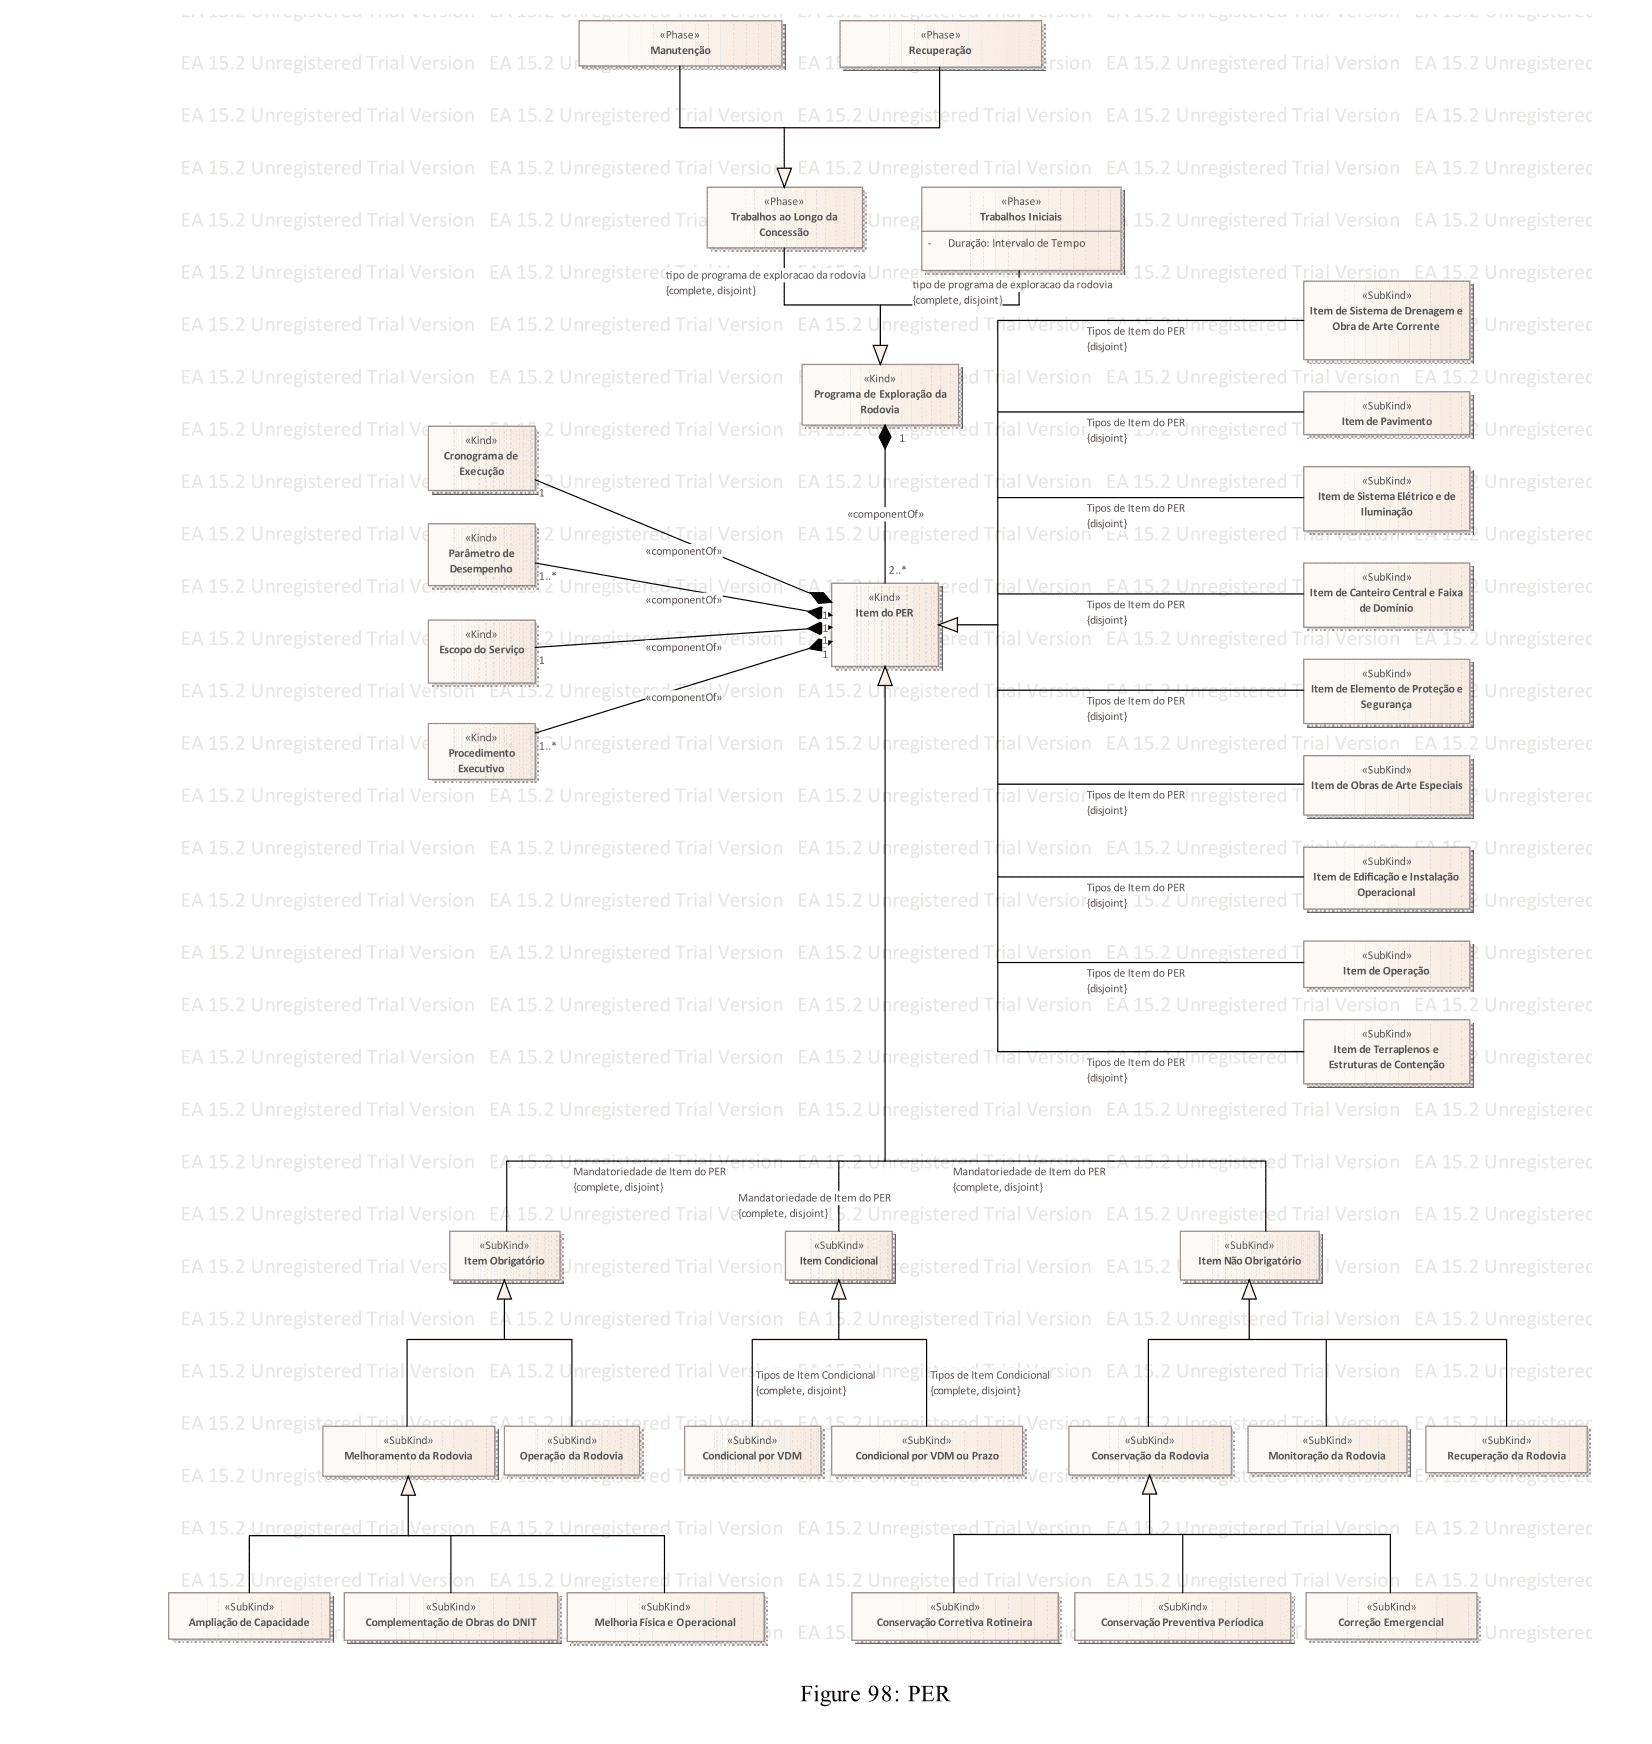 «Phase»
Manutenção
«Phase»
Recuperação
«Phase»
Trabalhos ao Longo da
Concessão
«Phase»
Trabalhos Iniciais
- Duração: Intervalo de Tempo
tipo de programa de exploracao da rodovia
{complete, disjoint}
tipo de programa de exploracao da rodovia
{complete, disjoint}
«Kind»
Programa de Exploração da
Rodovia
1
«componentOf»
2..*
«Kind»
Item do PER
«Kind»
Cronograma de
Execução
1
«componentOf»
«Kind»
Parâmetro de
Desempenho
1..*
«componentOf»
1
«Kind»
Escopo do Serviço
1
«componentOf»
1
1
«Kind»
Procedimento
Executivo
1..*
«componentOf»
1
«SubKind»
Item de Sistema de Drenagem e
Obra de Arte Corrente
Tipos de Item do PER
{disjoint}
«SubKind»
Item de Pavimento
Tipos de Item do PER
{disjoint}
«SubKind»
Item de Sistema Elétrico e de
Iluminação
Tipos de Item do PER
{disjoint}
«SubKind»
Item de Canteiro Central e Faixa
de Domínio
Tipos de Item do PER
{disjoint}
«SubKind»
Item de Elemento de Proteção e
Segurança
Tipos de Item do PER
{disjoint}
«SubKind»
Item de Obras de Arte Especiais
Tipos de Item do PER
{disjoint}
«SubKind»
Item de Edificação e Instalação
Operacional
Tipos de Item do PER
{disjoint}
«SubKind»
Item de Operação
Tipos de Item do PER
{disjoint}
«SubKind»
Item de Terraplenos e
Estruturas de Contenção
Tipos de Item do PER
{disjoint}
Mandatoriedade de Item do PER
{complete, disjoint}
Mandatoriedade de Item do PER
{complete, disjoint}
Mandatoriedade de Item do PER
{complete, disjoint}
«SubKind»
Item Obrigatório
«SubKind»
Item Condicional
«SubKind»
Item Não Obrigatório
Tipos de Item Condicional
{complete, disjoint}
Tipos de Item Condicional
{complete, disjoint}
«SubKind»
Melhoramento da Rodovia
«SubKind»
Operação da Rodovia
«SubKind»
Condicional por VDM
«SubKind»
Condicional por VDM ou Prazo
«SubKind»
Conservação da Rodovia
«SubKind»
Monitoração da Rodovia
«SubKind»
Recuperação da Rodovia
«SubKind»
Ampliação de Capacidade
«SubKind»
Complementação de Obras do DNIT
«SubKind»
Melhoria Física e Operacional
«SubKind»
Conservação Corretiva Rotineira
«SubKind»
Conservação Preventiva Períodica
«SubKind»
Correção Emergencial
Figure 98: PER